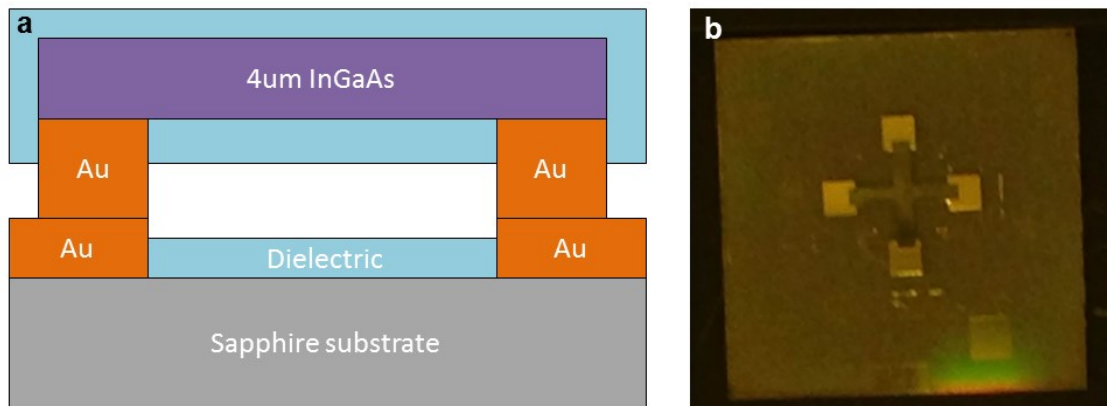 a
4um InGaAs
Au
Au
Au
Dielectric
Au
Sapphire substrate
b